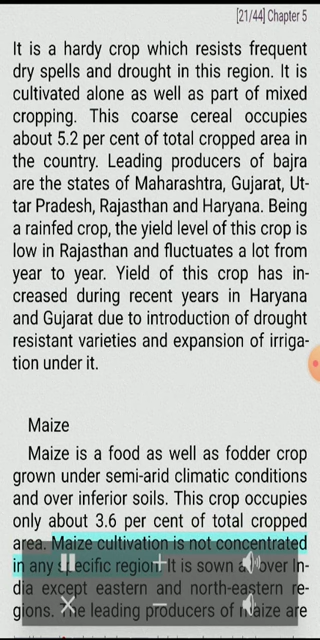 [21/44] Chapter 5
It is a hardy crop which resists frequent
dry spells and drought in this region. It is
cultivated alone as well as part of mixed
cropping. This coarse cereal occupies
about 5.2 per cent of total cropped area in
the country. Leading producers of bajra
are the states of Maharashtra, Gujarat, Ut-
tar Pradesh, Rajasthan and Haryana. Being
a rainfed crop, the yield level of this crop is
low in Rajasthan and fluctuates a lot from
year to year. Yield of this crop has in-
creased during recent years in Haryana
and Gujarat due to introduction of drought
resistant varieties and expansion of irriga-
tion under it.
Maize
Maize is a food as well as fodder crop
grown under semi-arid climatic conditions
and over inferior soils. This crop occupies
only about 3.6 per cent of total cropped
area. Maize cultivation is not concentrated
in any specific region. It is sown all over In-
dia except eastern and north-eastern re-
gions. The leading producers of maize are